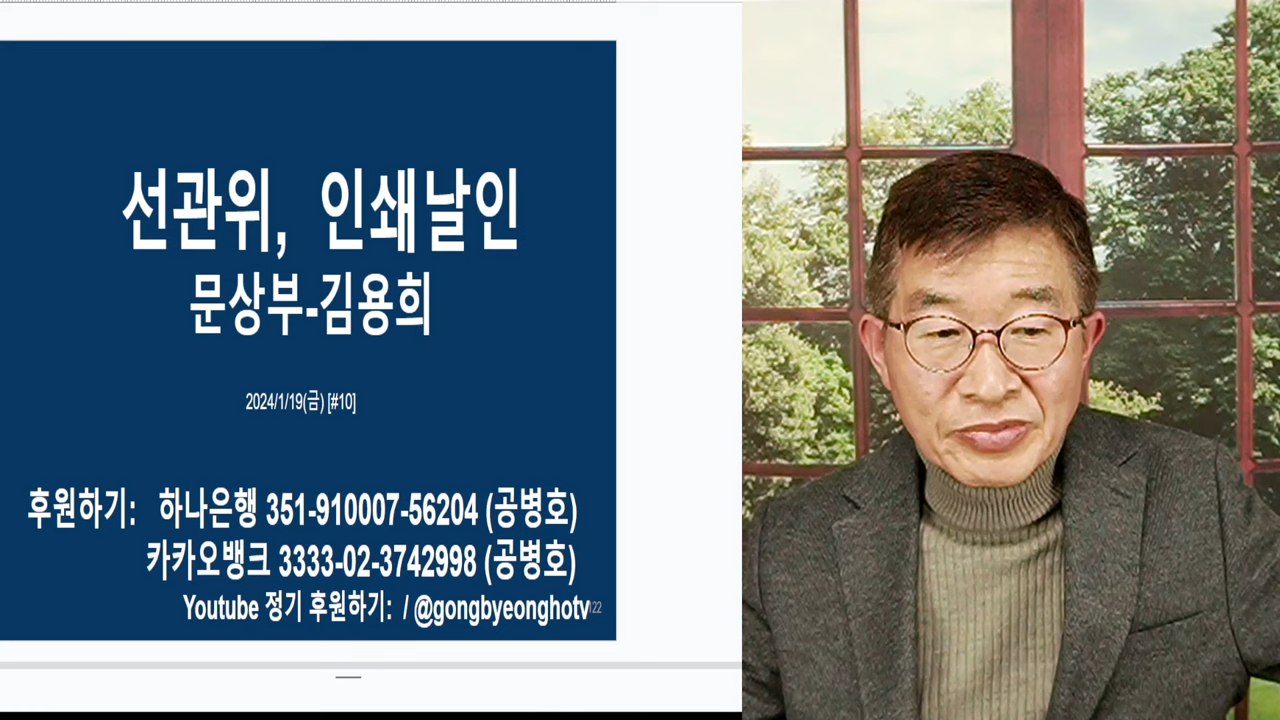 선관위, 인쇄날인
문상부-김용희
2024/1/19(금) [#10]
후원하기: 하나은행 351-910007-56204 (공병호)
카카오뱅크 3333-02-3742998 (공병호)
Youtube 정기 후원하기: / @gongbyeonghotv
122